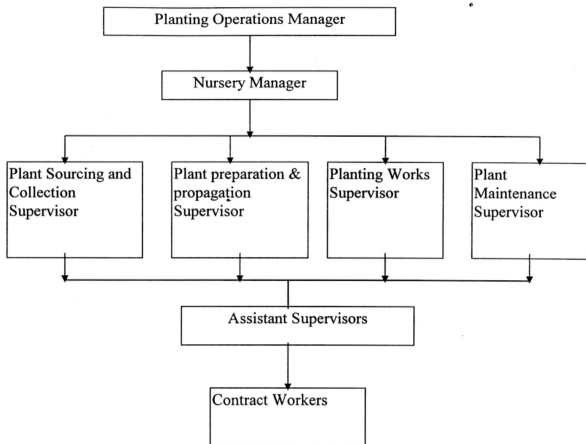 Planting Operations Manager
Nursery Manager
Plant Sourcing and
Collection
Supervisor
Plant preparation &
propagation
Supervisor
Planting Works
Supervisor
Plant
Maintenance
Supervisor
Assistant Supervisors
Contract Workers